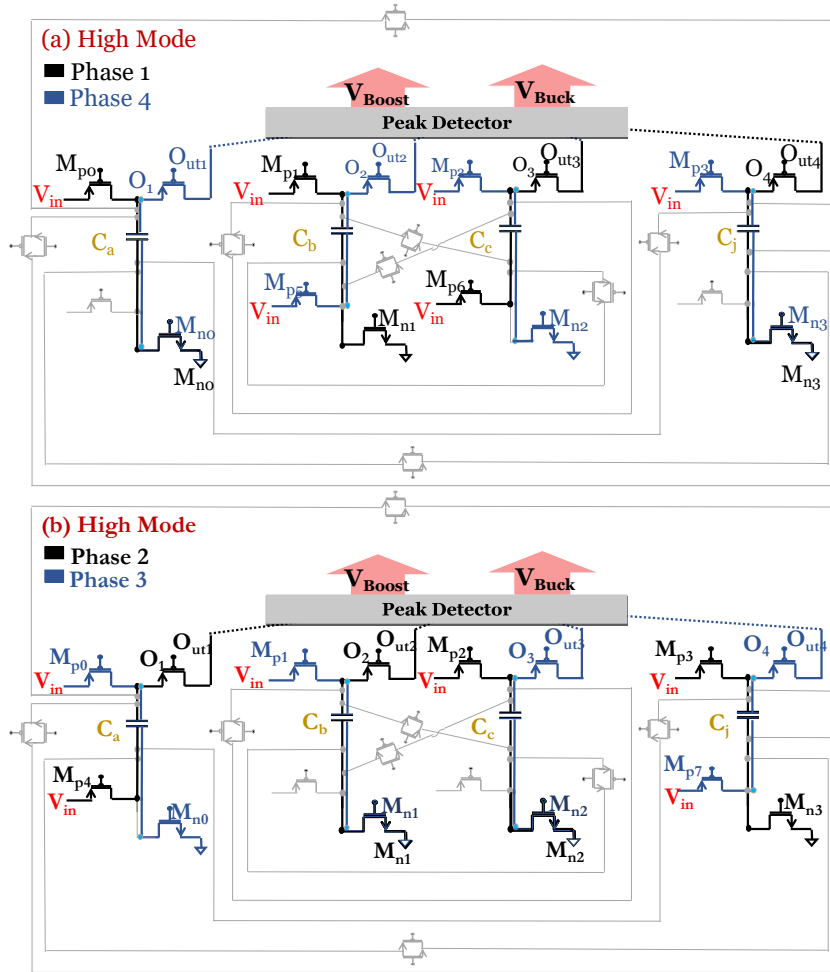 (a) High Mode
Phase 1
Phase 4
VBoost
VBuck
Peak Detector
Mp0 O1 Out1 Mp1 O2 Out2 Mp2 O3 Out3 Mp3 O4 Out4
Vin Vin Vin Vin
Ca Cb Cc Cj
Mp5 Mp6
Vin Vin
Mn0 Mn1 Mn2 Mn3
Mn0 Mn3
(b) High Mode
Phase 2
Phase 3
VBoost
VBuck
Peak Detector
Mp0 O1 Out1 Mp1 O2 Out2 Mp2 O3 Out3 Mp3 O4 Out4
Vin Vin Vin Vin
Ca Cb Cc Cj
Mp4 Mp7
Vin Vin
Mn0 Mn1 Mn2 Mn3
Mn1 Mn2